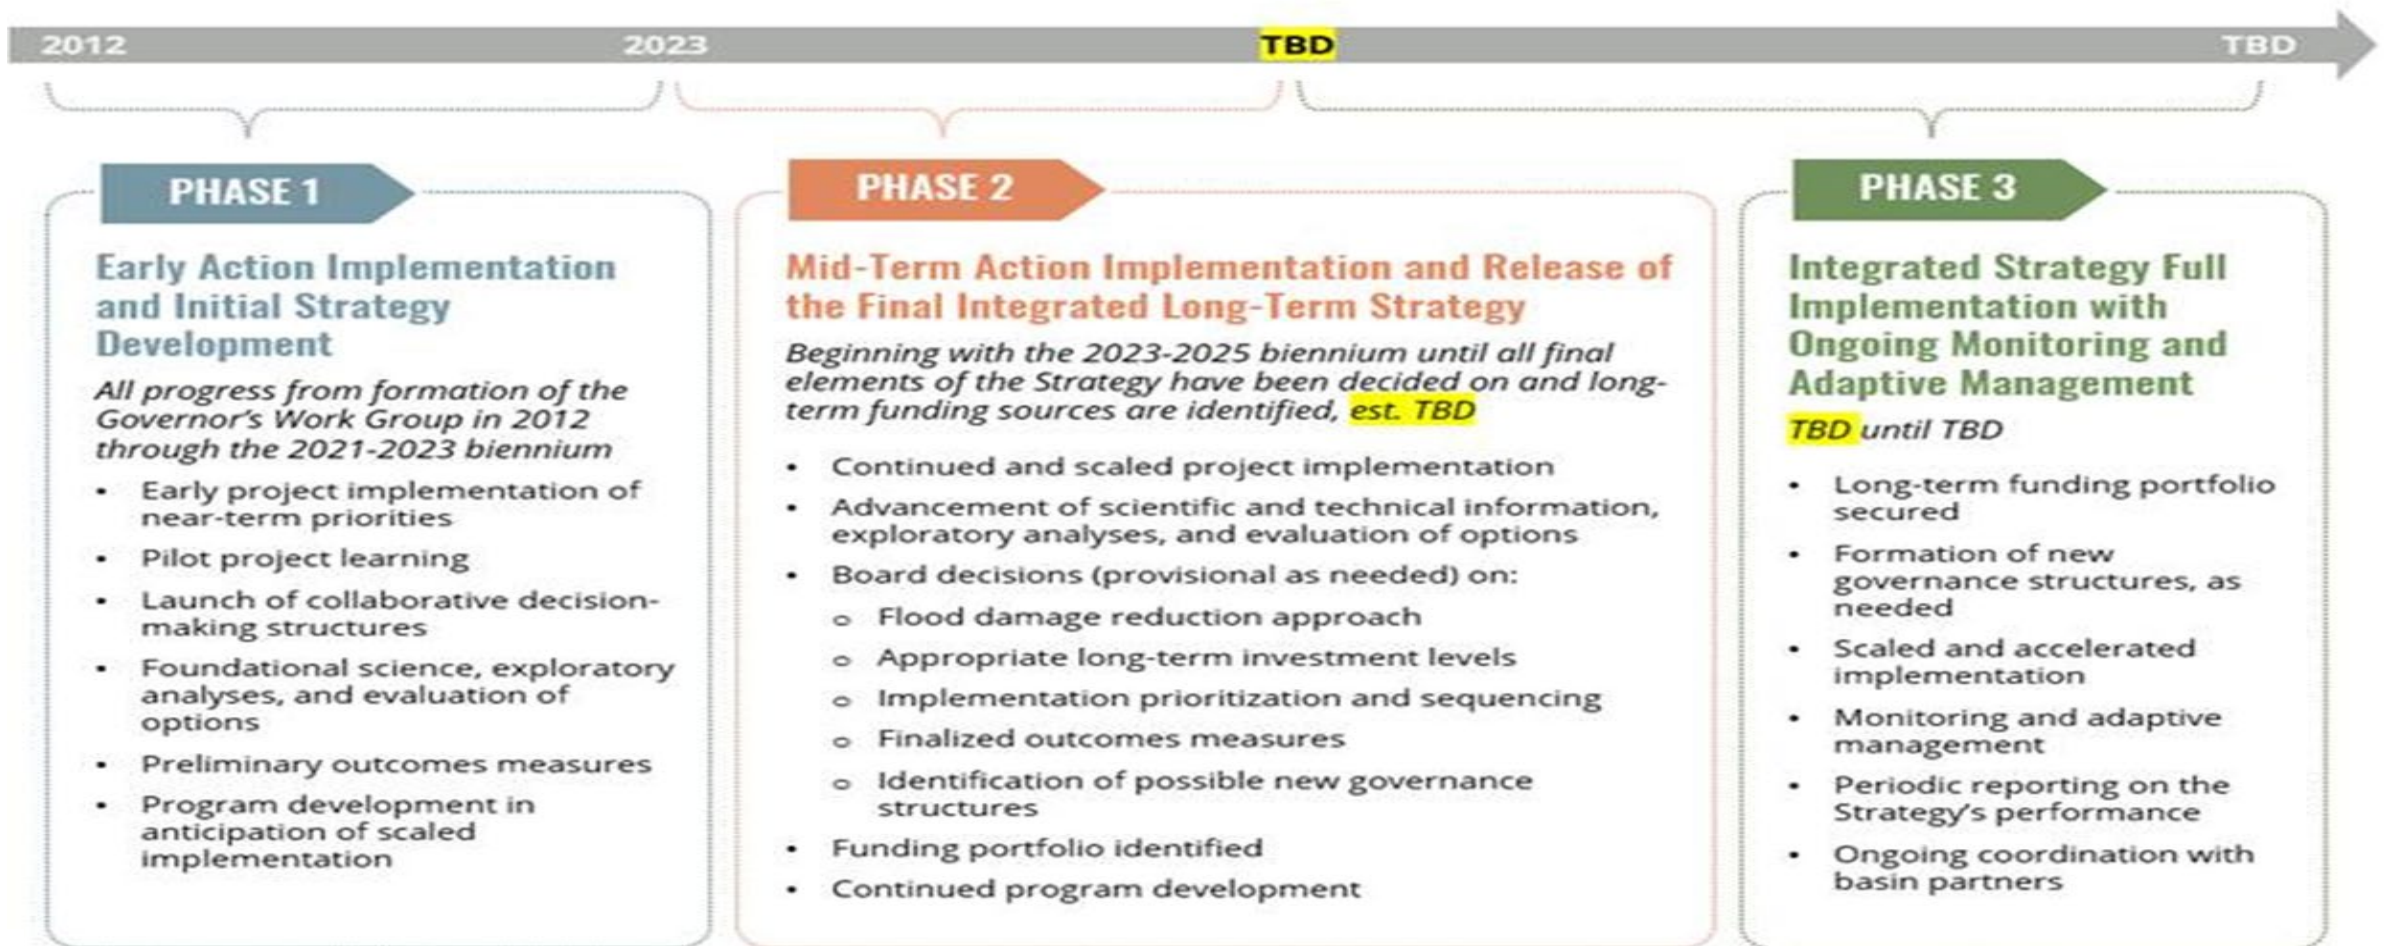 2012 2023 TBD TBD
PHASE 1
Early Action Implementation
and Initial Strategy
Development
All progress from formation of the
Governor's Work Group in 2012
through the 2021-2023 biennium
• Early project implementation of
near-term priorities
• Pilot project learning
• Launch of collaborative decision-
making structures
• Foundational science, exploratory
analyses, and evaluation of
options
• Preliminary outcomes measures
• Program development in
anticipation of scaled
implementation
PHASE 2
Mid-Term Action Implementation and Release of
the Final Integrated Long-Term Strategy
Beginning with the 2023-2025 biennium until all final
elements of the Strategy have been decided on and long-
term funding sources are identified, est. TBD
• Continued and scaled project implementation
• Advancement of scientific and technical information,
exploratory analyses, and evaluation of options
• Board decisions (provisional as needed) on:
o Flood damage reduction approach
o Appropriate long-term investment levels
o Implementation prioritization and sequencing
o Finalized outcomes measures
o Identification of possible new governance
structures
• Funding portfolio identified
• Continued program development
PHASE 3
Integrated Strategy Full
Implementation with
Ongoing Monitoring and
Adaptive Management
TBD until TBD
• Long-term funding portfolio
secured
• Formation of new
governance structures, as
needed
• Scaled and accelerated
implementation
• Monitoring and adaptive
management
• Periodic reporting on the
Strategy's performance
• Ongoing coordination with
basin partners